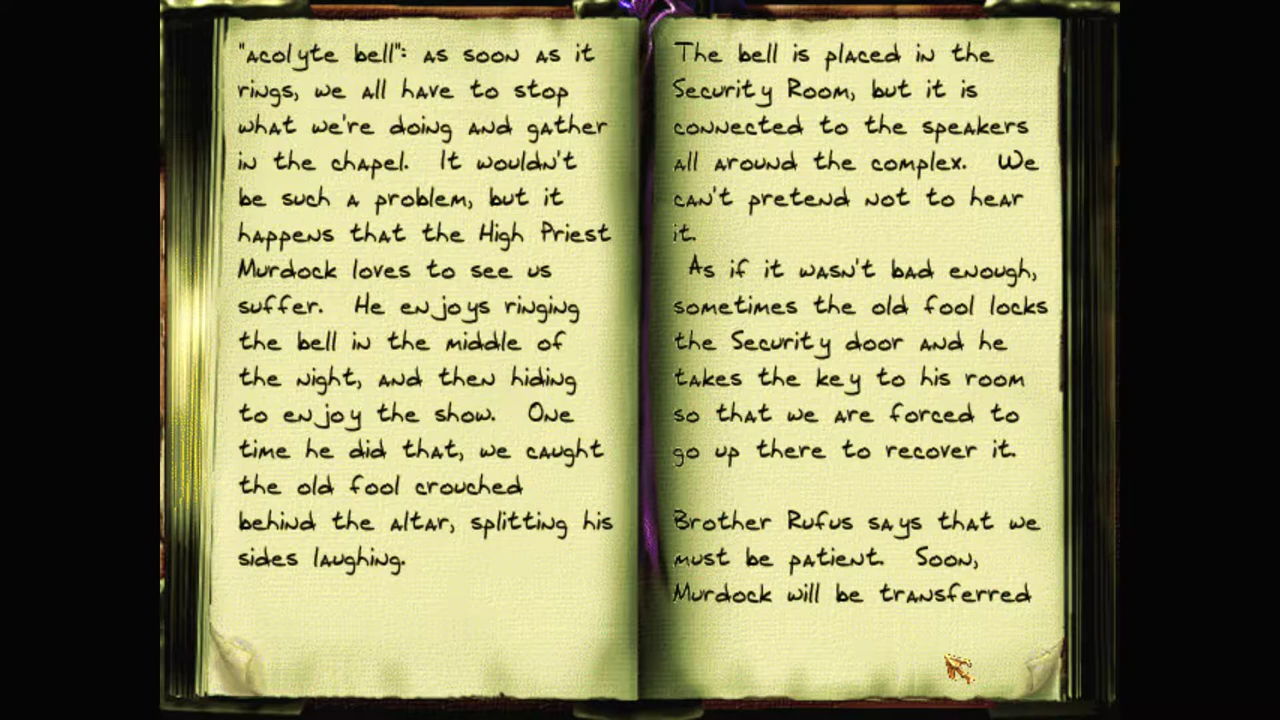 "acolyte bell": as soon as it
rings, we all have to stop
what we're doing and gather
in the chapel.  It wouldn't
be such a problem, but it
happens that the High Priest
Murdock loves to see us
suffer.  He enjoys ringing
the bell in the middle of
the night, and then hiding
to enjoy the show.  One
time he did that, we caught
the old fool crouched
behind the altar, splitting his
sides laughing.
The bell is placed in the
Security Room, but it is
connected to the speakers
all around the complex.  We
can't pretend not to hear
it.
As if it wasn't bad enough,
sometimes the old fool locks
the Security door and he
takes the key to his room
so that we are forced to
go up there to recover it.
Brother Rufus says that we
must be patient.  Soon,
Murdock will be transferred